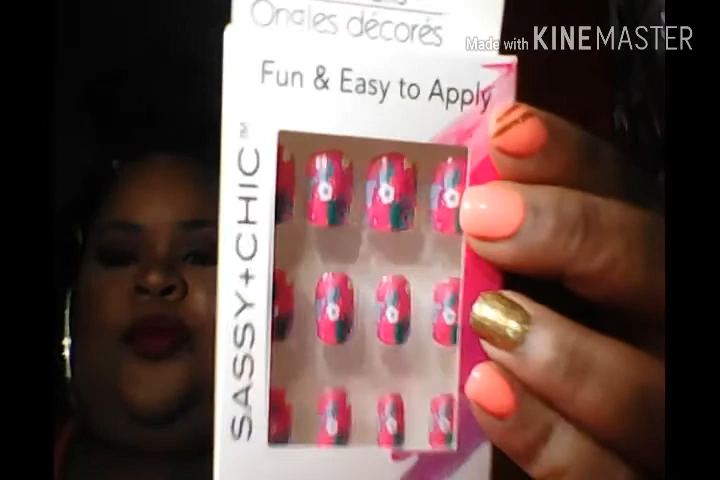 Ongles décorés
Made with KINEMASTER
Fun & Easy to Apply
SASSY+CHIC™